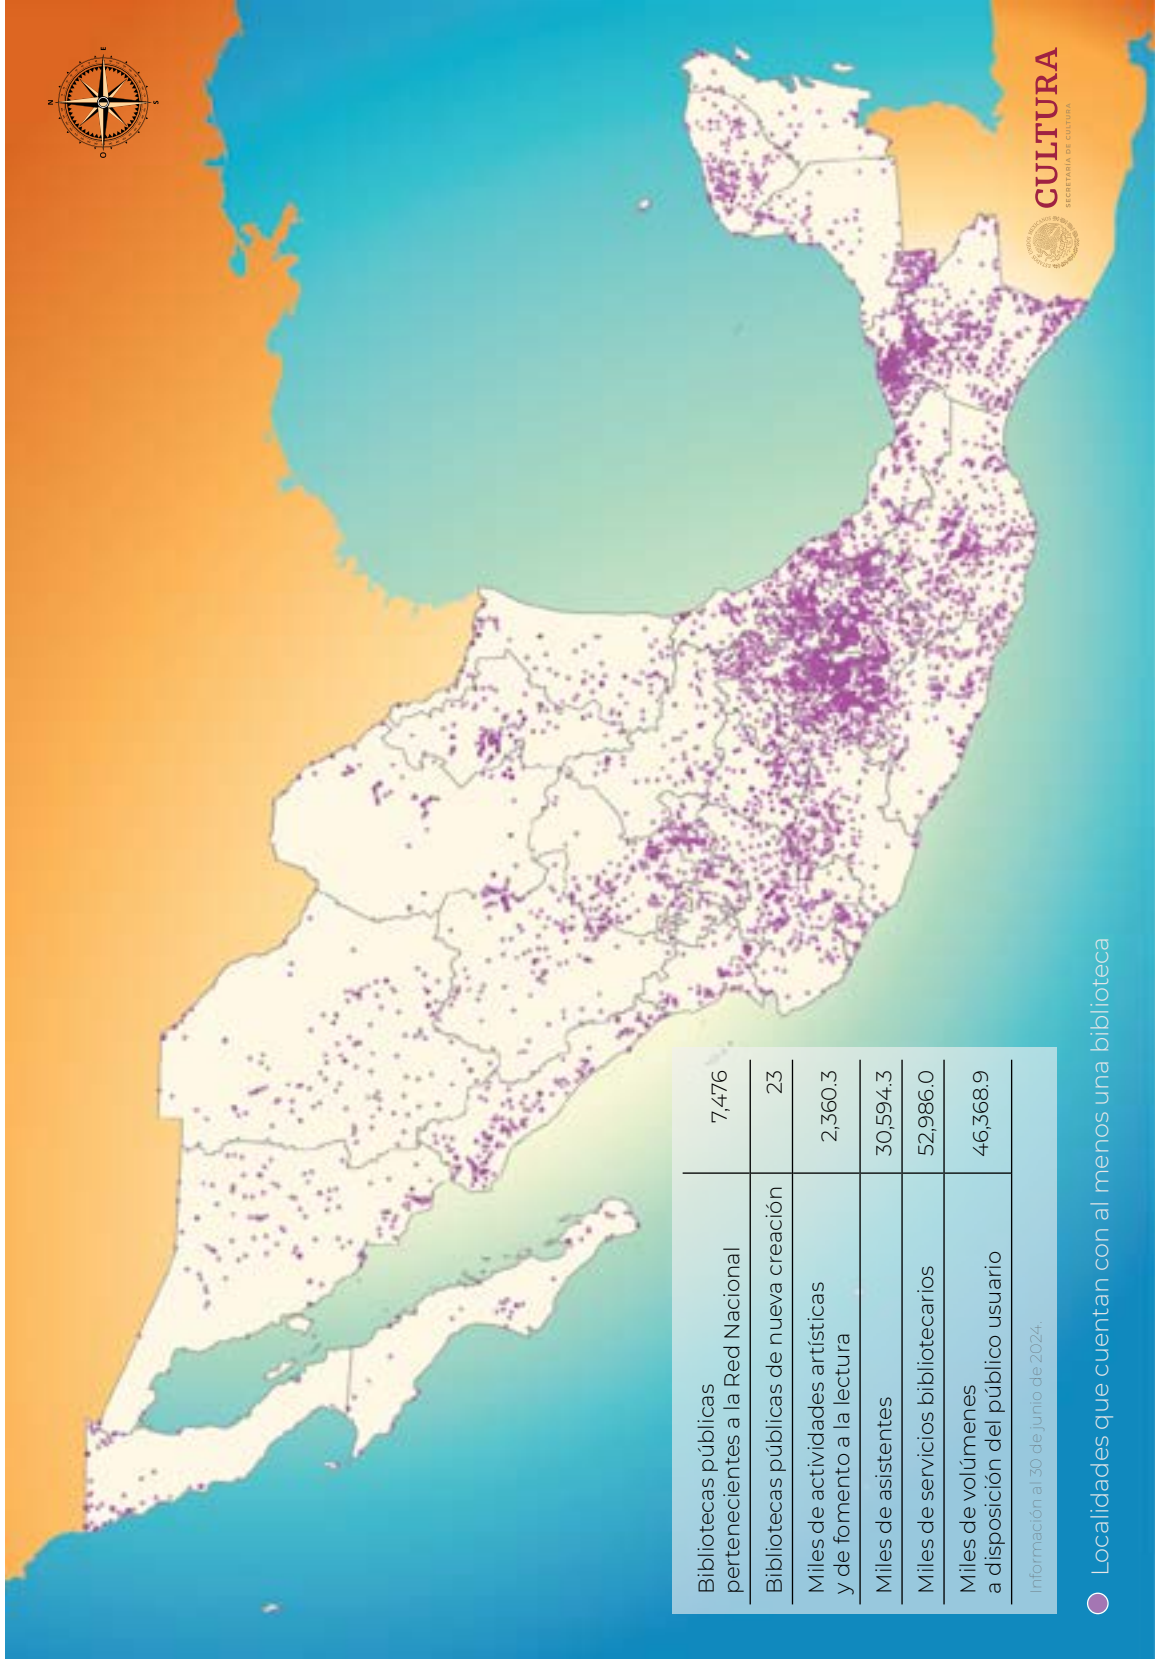 N
E
S
O
Bibliotecas públicas
pertenecientes a la Red Nacional
7,476
Bibliotecas públicas de nueva creación
23
Miles de actividades artísticas
y de fomento a la lectura
2,360.3
Miles de asistentes
30,594.3
Miles de servicios bibliotecarios
52,986.0
Miles de volúmenes
a disposición del público usuario
46,368.9
Información al 30 de junio de 2024.
Localidades que cuentan con al menos una biblioteca
ESTADOS UNIDOS MEXICANOS
CULTURA
SECRETARÍA DE CULTURA